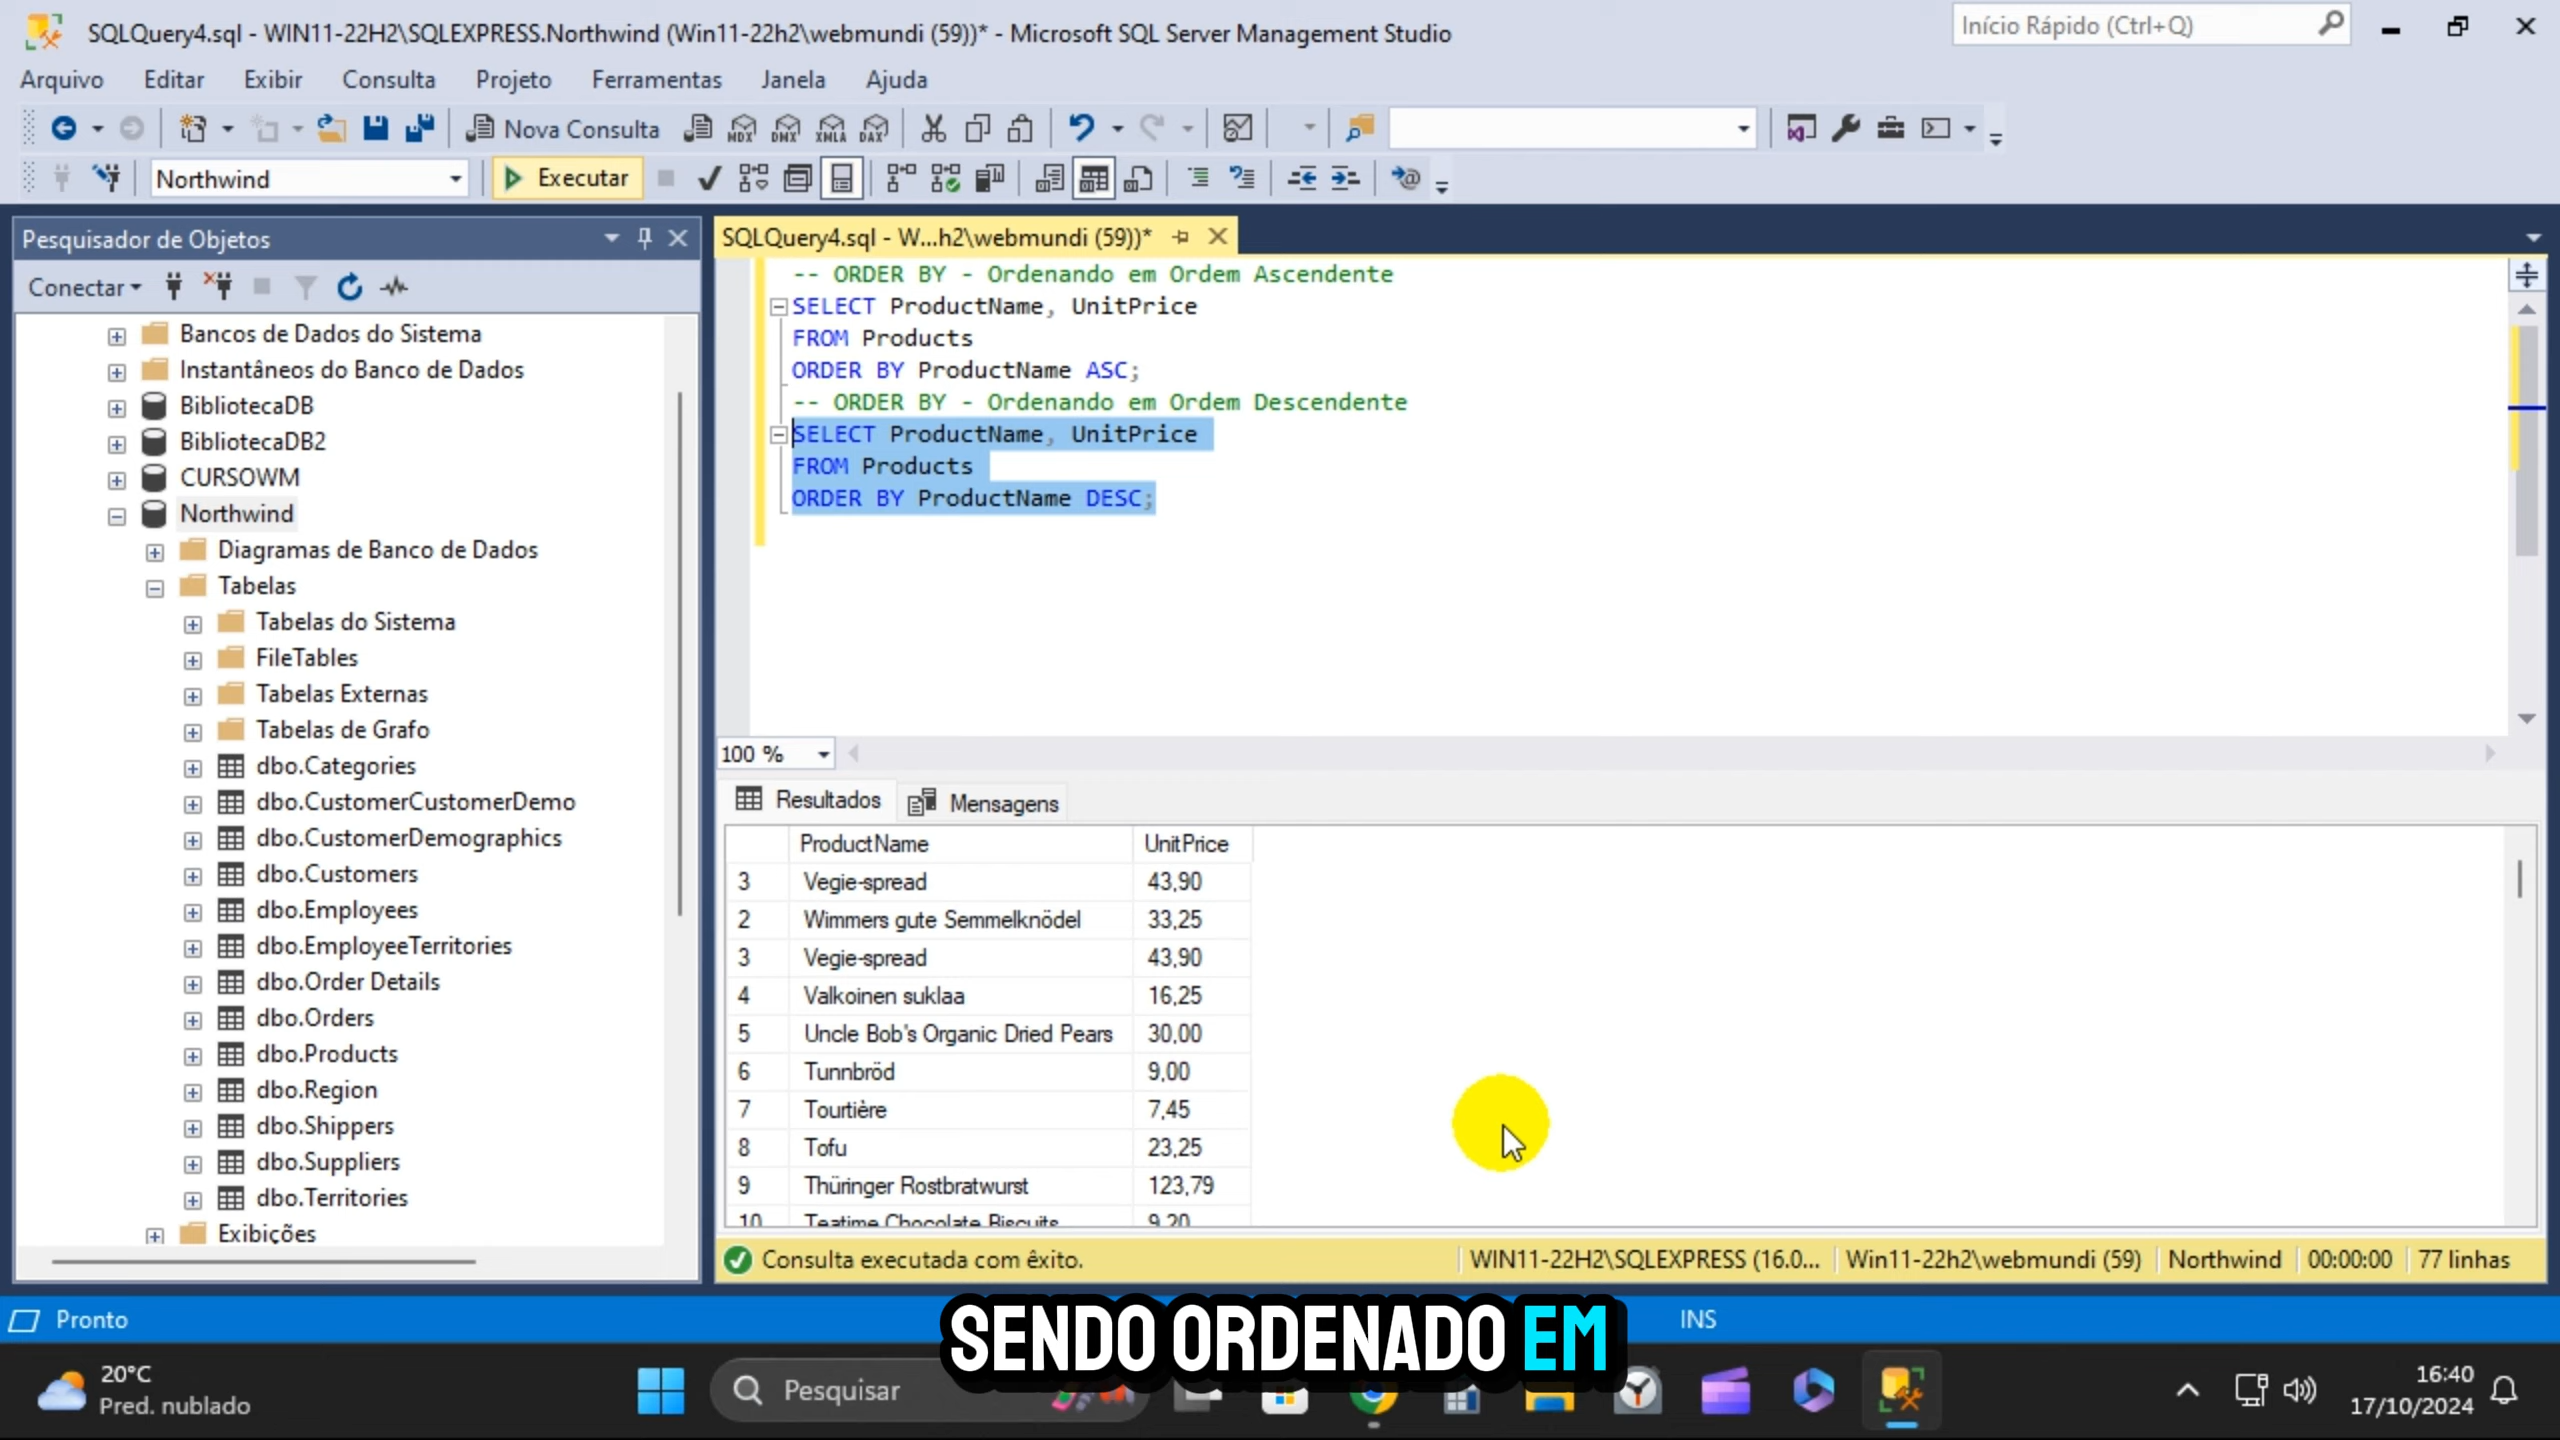 SQLQuery4.sql - WIN11-22H2\SQLEXPRESS.Northwind (Win11-22h2\webmundi (59))* - Microsoft SQL Server Management Studio
Início Rápido (Ctrl+Q)
Arquivo Editar Exibir Consulta Projeto Ferramentas Janela Ajuda
Nova Consulta MDX DMX XMLA DAX
Northwind Executar
Pesquisador de Objetos
Conectar
Bancos de Dados do Sistema
Instantâneos do Banco de Dados
BibliotecaDB
BibliotecaDB2
CURSOWM
Northwind
Diagramas de Banco de Dados
Tabelas
Tabelas do Sistema
FileTables
Tabelas Externas
Tabelas de Grafo
dbo.Categories
dbo.CustomerCustomerDemo
dbo.CustomerDemographics
dbo.Customers
dbo.Employees
dbo.EmployeeTerritories
dbo.Order Details
dbo.Orders
dbo.Products
dbo.Region
dbo.Shippers
dbo.Suppliers
dbo.Territories
Exibições
SQLQuery4.sql - W...h2\webmundi (59))*
-- ORDER BY - Ordenando em Ordem Ascendente
SELECT ProductName, UnitPrice
FROM Products
ORDER BY ProductName ASC;
-- ORDER BY - Ordenando em Ordem Descendente
SELECT ProductName, UnitPrice
FROM Products
ORDER BY ProductName DESC;
100 %
Resultados Mensagens
ProductName UnitPrice
3 Vegie-spread 43,90
2 Wimmers gute Semmelknödel 33,25
3 Vegie-spread 43,90
4 Valkoinen suklaa 16,25
5 Uncle Bob's Organic Dried Pears 30,00
6 Tunnbröd 9,00
7 Tourtière 7,45
8 Tofu 23,25
9 Thüringer Rostbratwurst 123,79
10 Teatime Chocolate Biscuits 9,20
Consulta executada com êxito. WIN11-22H2\SQLEXPRESS (16.0... Win11-22h2\webmundi (59) Northwind 00:00:00 77 linhas
Pronto INS
SENDO ORDENADO EM
20°C
Pred. nublado
Pesquisar
16:40
17/10/2024